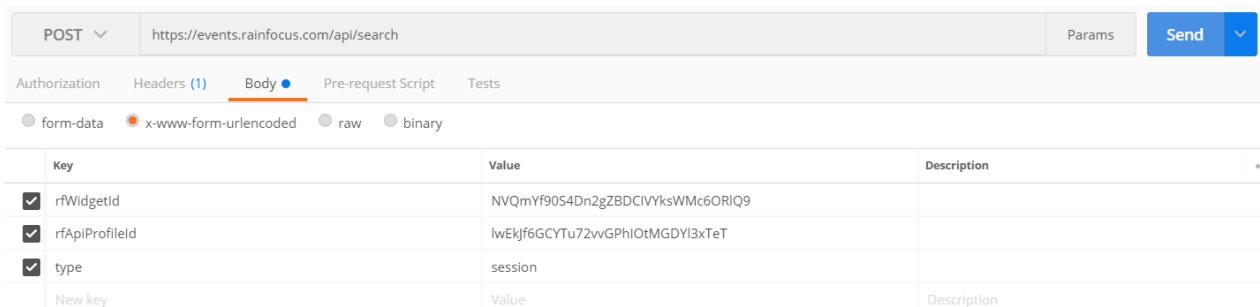 POST https://events.rainfocus.com/api/search Params Send
Authorization Headers (1) Body Pre-request Script Tests
form-data x-www-form-urlencoded raw binary
Key Value Description
rfWidgetId NVQmYf90S4Dn2gZBDCIVYksWMc6ORlQ9
rfApiProfileId lwEkJf6GCYTu72vvGPhIOtMGDYl3xTeT
type session
New key Value Description